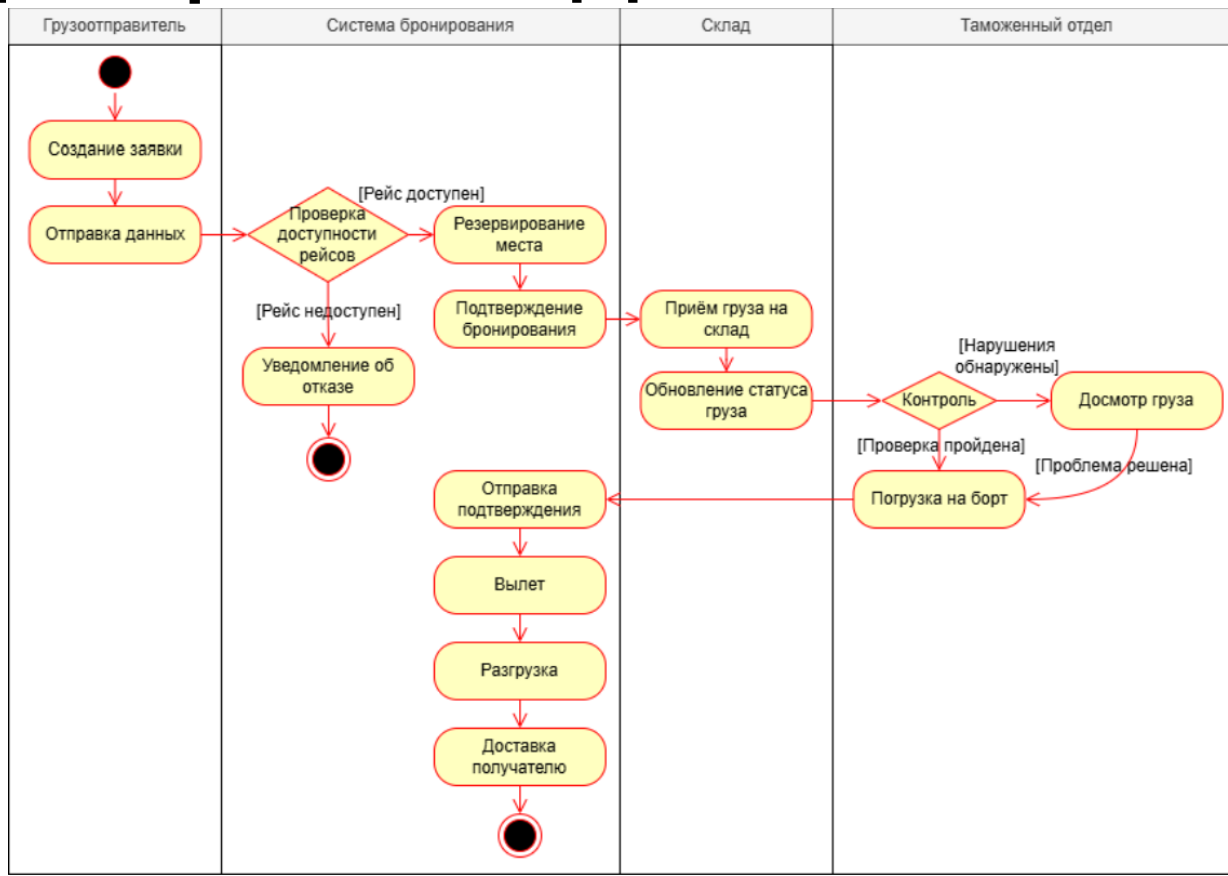 Грузоотправитель
Система бронирования
Склад
Таможенный отдел
Создание заявки
Отправка данных
Проверка
доступности
рейсов
[Рейс доступен]
Резервирование
места
[Рейс недоступен]
Подтверждение
бронирования
Уведомление об
отказе
Приём груза на
склад
Обновление статуса
груза
Контроль
[Нарушения
обнаружены]
Досмотр груза
[Проверка пройдена]
[Проблема решена]
Погрузка на борт
Отправка
подтверждения
Вылет
Разгрузка
Доставка
получателю